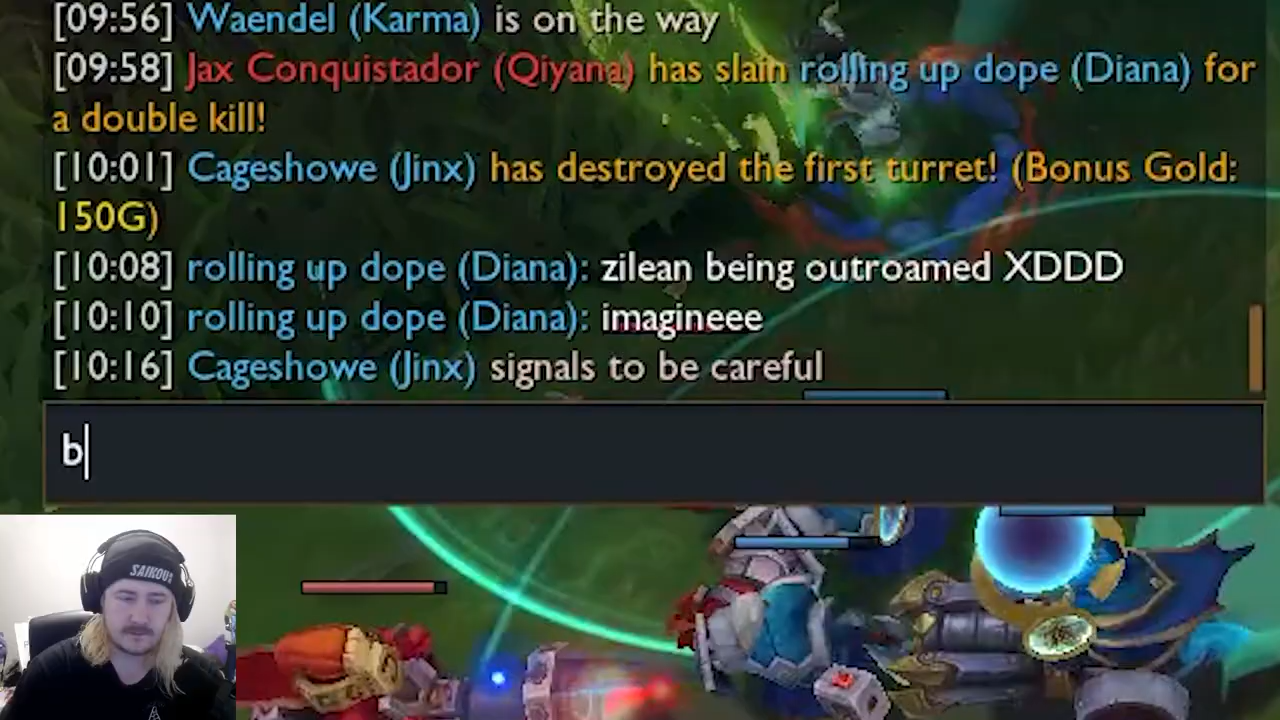 [09:56] Waendel (Karma) is on the way
[09:58] Jax Conquistador (Qiyana) has slain rolling up dope (Diana) for
a double kill!
[10:01] Cageshowe (Jinx) has destroyed the first turret! (Bonus Gold:
150G)
[10:08] rolling up dope (Diana): zilean being outroamed XDDD
[10:10] rolling up dope (Diana): imagineee
[10:16] Cageshowe (Jinx) signals to be careful
b
SAIKOU